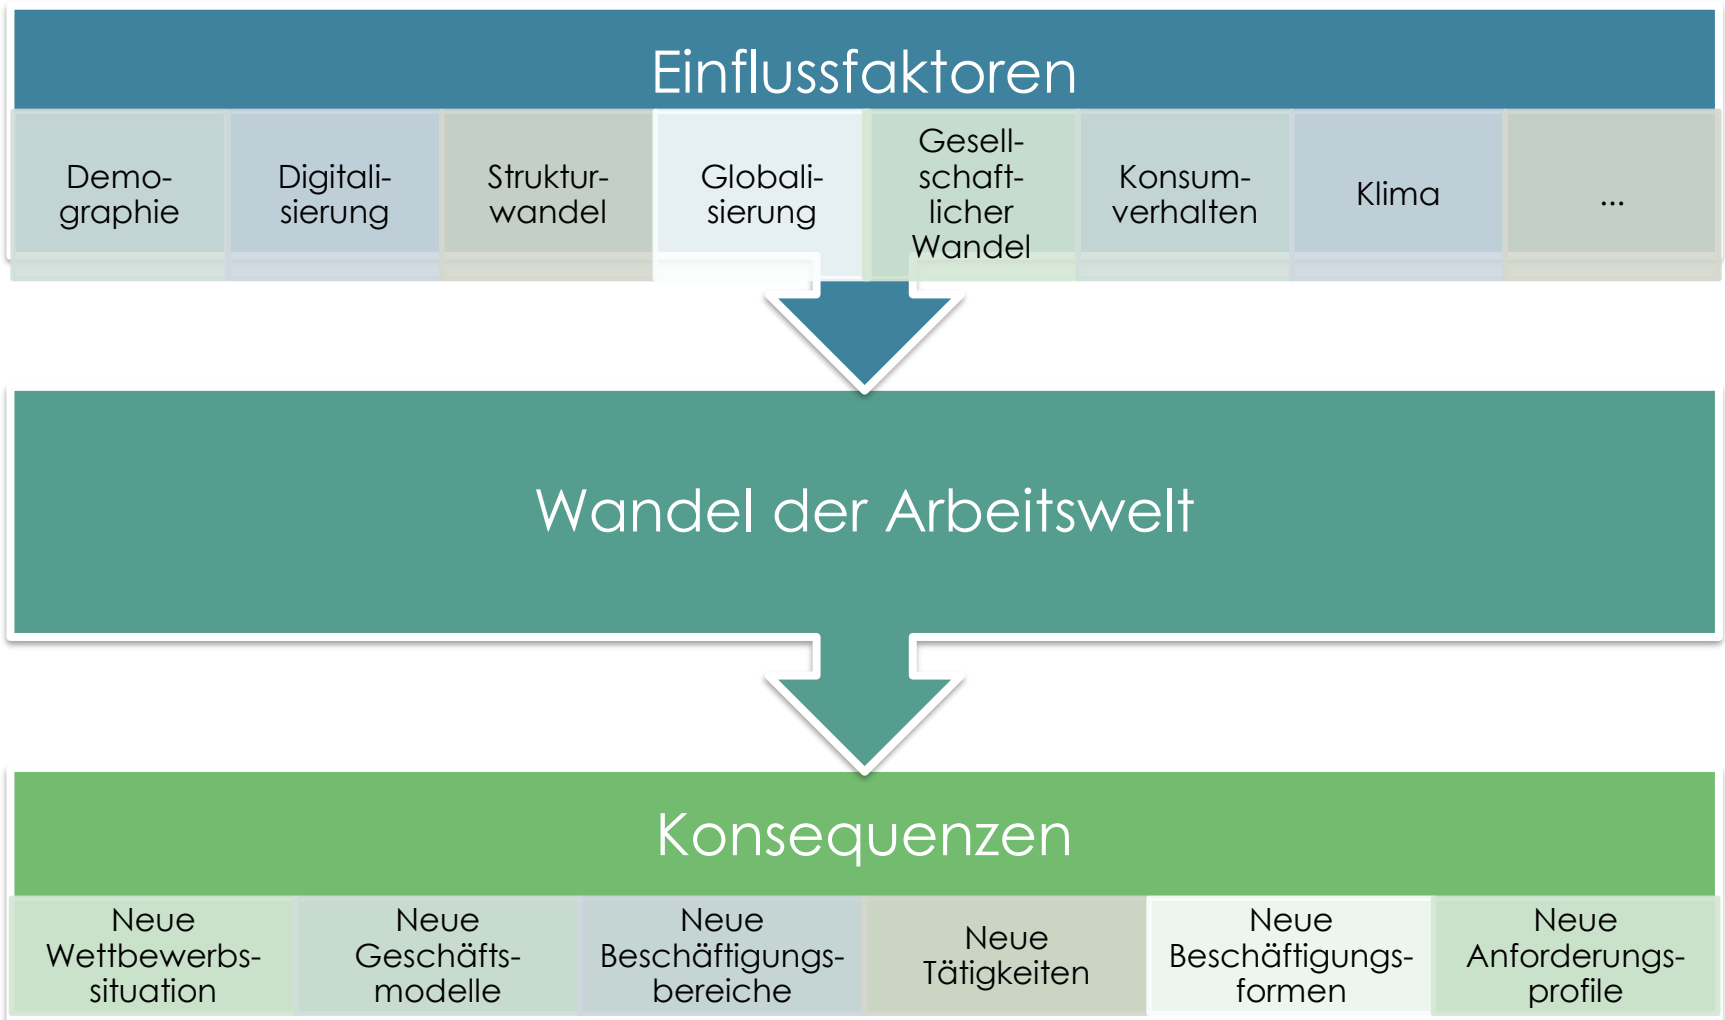 Einflussfaktoren
Demo-
graphie
Digitali-
sierung
Struktur-
wandel
Globali-
sierung
Gesell-
schaft-
licher
Wandel
Konsum-
verhalten
Klima
...
Wandel der Arbeitswelt
Konsequenzen
Neue
Wettbewerbs-
situation
Neue
Geschäfts-
modelle
Neue
Beschäftigungs-
bereiche
Neue
Tätigkeiten
Neue
Beschäftigungs-
formen
Neue
Anforderungs-
profile